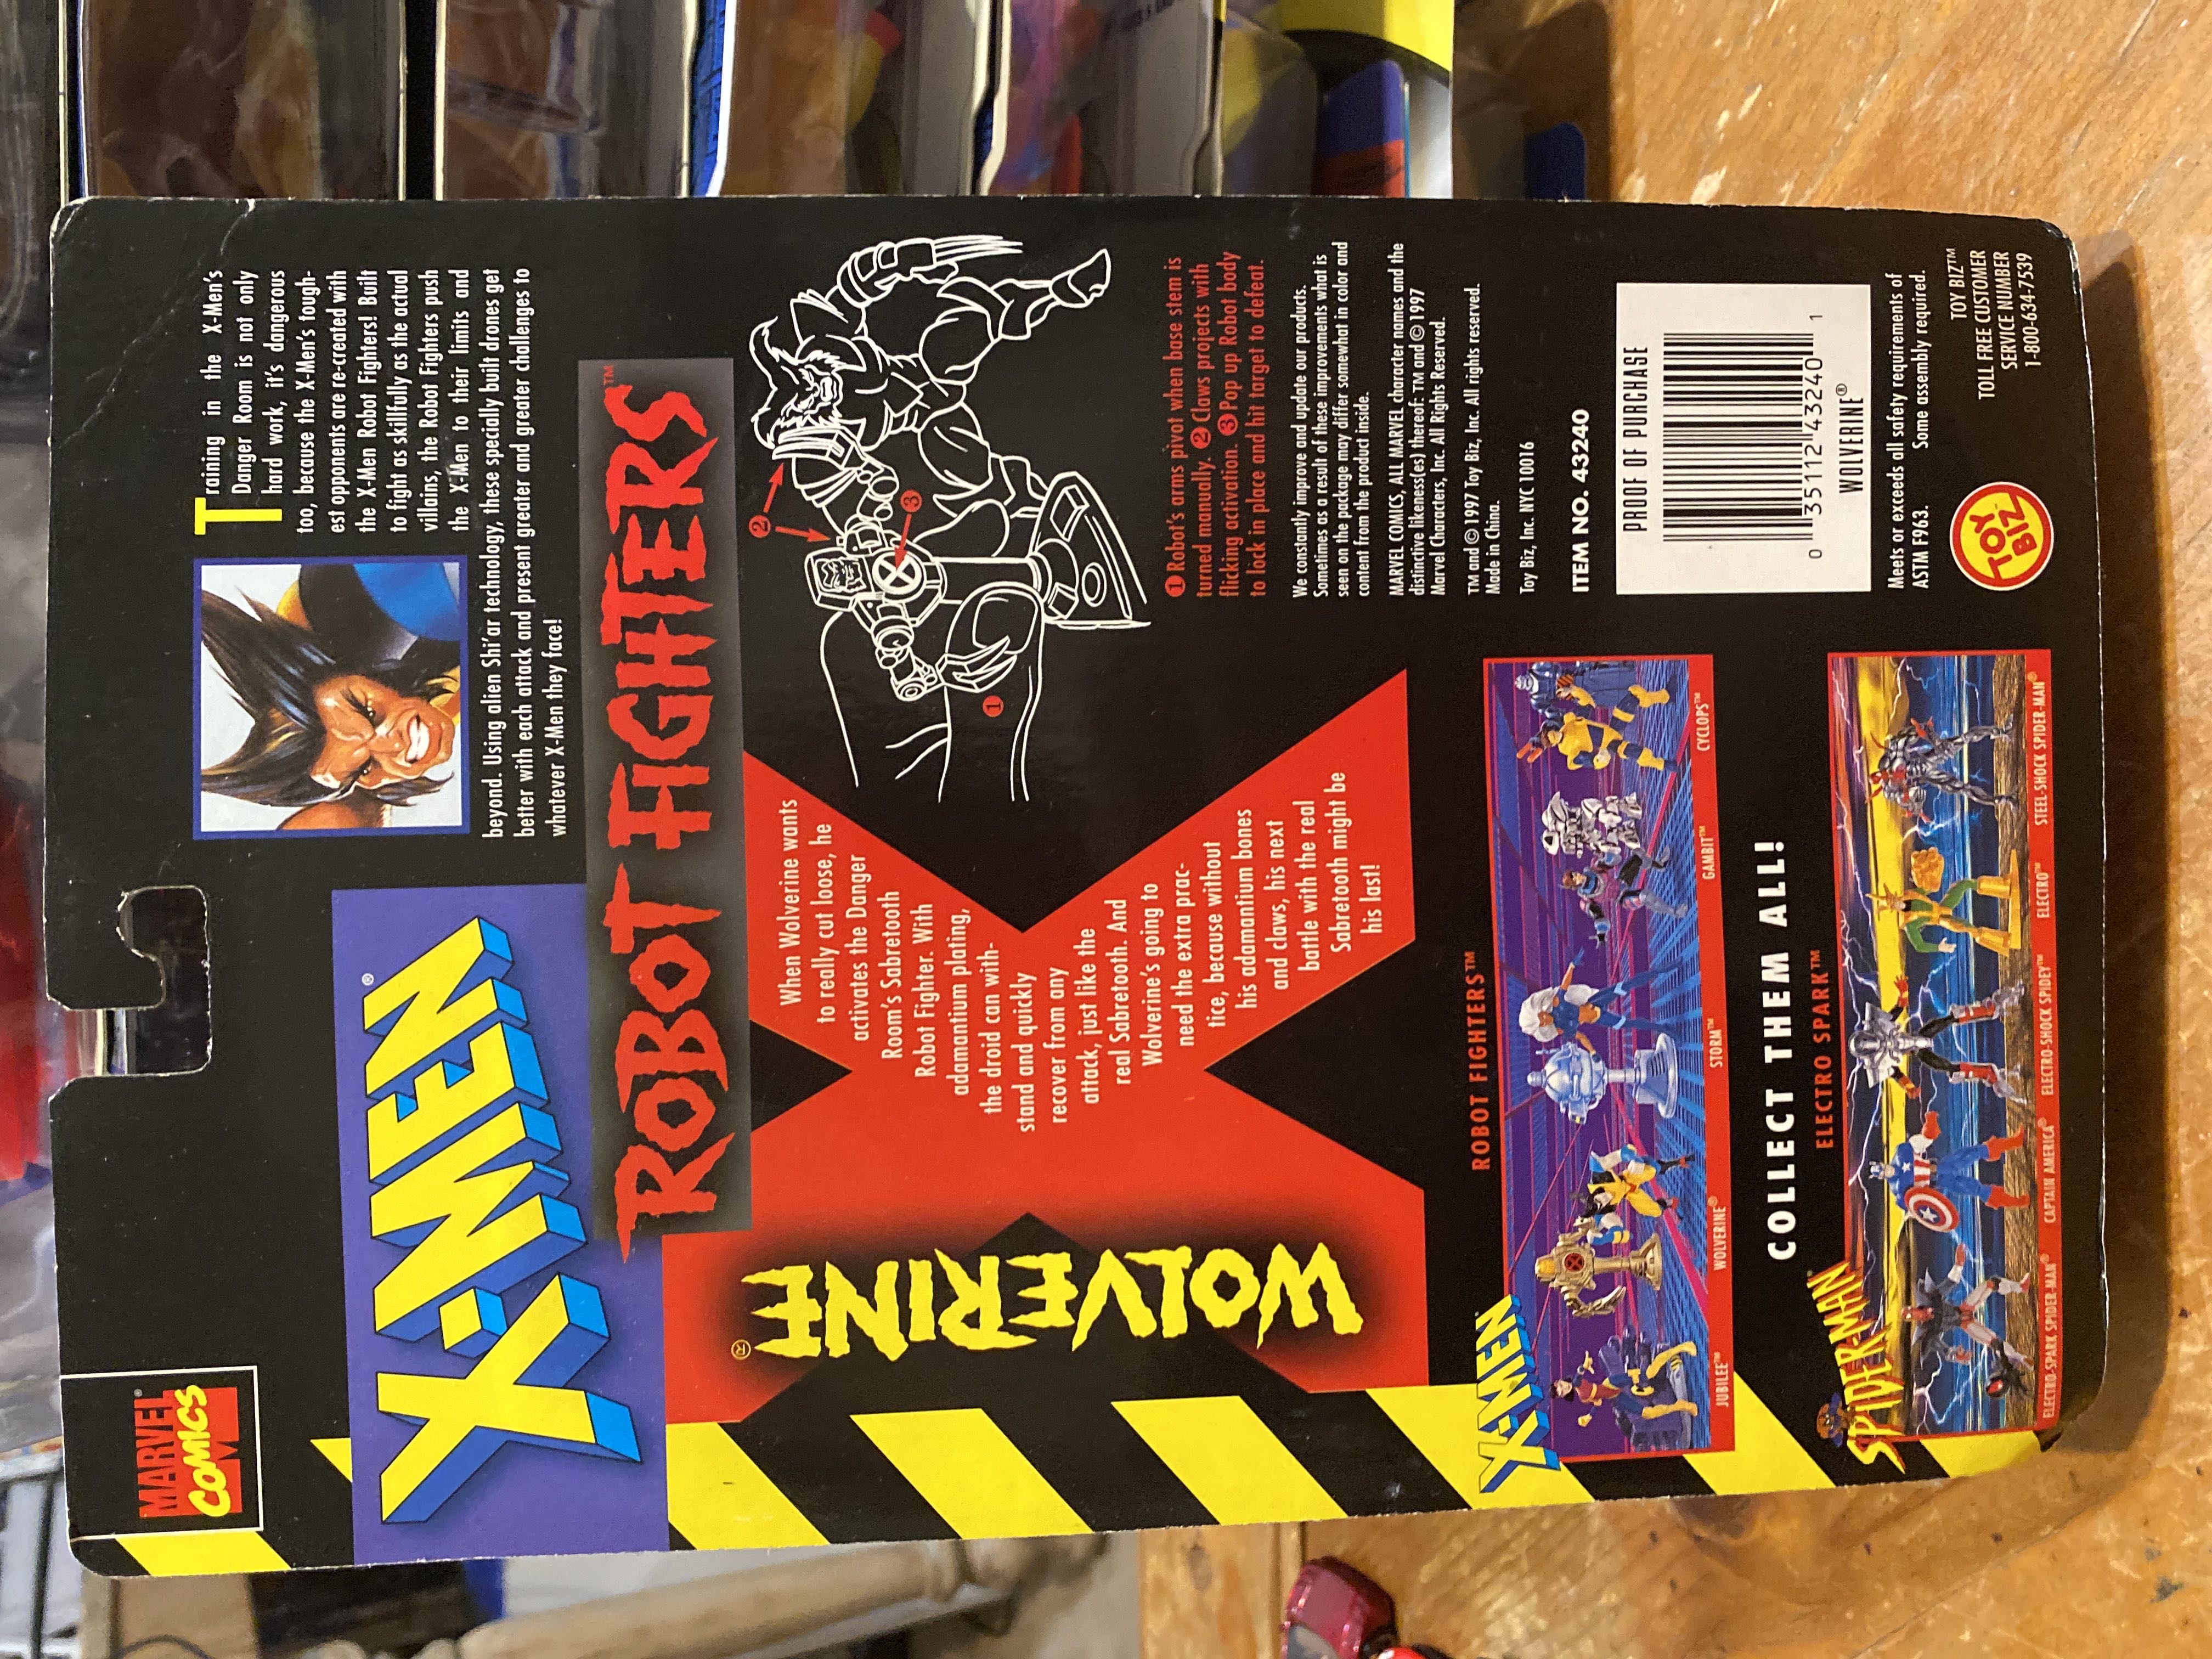 MARVEL®
COMICS
X-MEN®
ROBOT FIGHTERS™
Training in the X-Men's
Danger Room is not only
hard work, it's dangerous
too, because the X-Men's tough-
est opponents are re-created with
the X-Men Robot Fighters! Built
to fight as skillfully as the actual
villains, the Robot Fighters push
the X-Men to their limits and
beyond. Using alien Shi'ar technology, these specially built drones get
better with each attack and present greater and greater challenges to
whatever X-Men they face!
WOLVERINE®
When Wolverine wants
to really cut loose, he
activates the Danger
Room's Sabretooth
Robot Fighter. With
adamantium plating,
the droid can with-
stand and quickly
recover from any
attack, just like the
real Sabretooth. And
Wolverine's going to
need the extra prac-
tice, because without
his adamantium bones
and claws, his next
battle with the real
Sabretooth might be
his last!
1
2
3
❶ Robot's arms pivot when base stem is
turned manually. ❷ Claws projects with
flicking activation. ❸ Pop up Robot body
to lock in place and hit target to defeat.
We constantly improve and update our products.
Sometimes as a result of these improvements what is
seen on the package may differ somewhat in color and
content from the product inside.
MARVEL COMICS, ALL MARVEL character names and the
distinctive likeness(es) thereof: TM and © 1997
Marvel Characters, Inc. All Rights Reserved.
TM and © 1997 Toy Biz, Inc. All rights reserved.
Made in China.
Toy Biz, Inc. NYC 10016
ITEM NO. 43240
PROOF OF PURCHASE
0 35112 43240 1
WOLVERINE®
Meets or exceeds all safety requirements of
ASTM F963. Some assembly required.
TOY BIZ
TOY BIZ™
TOLL FREE CUSTOMER
SERVICE NUMBER
1-800-634-7539
X-MEN
ROBOT FIGHTERS™
JUBILEE™ WOLVERINE® STORM™ GAMBIT™ CYCLOPS™
COLLECT THEM ALL!
SPIDER-MAN
ELECTRO SPARK™
ELECTRO-SPARK SPIDER-MAN® CAPTAIN AMERICA® ELECTRO-SHOCK SPIDEY™ ELECTRO™ STEEL-SHOCK SPIDER-MAN®